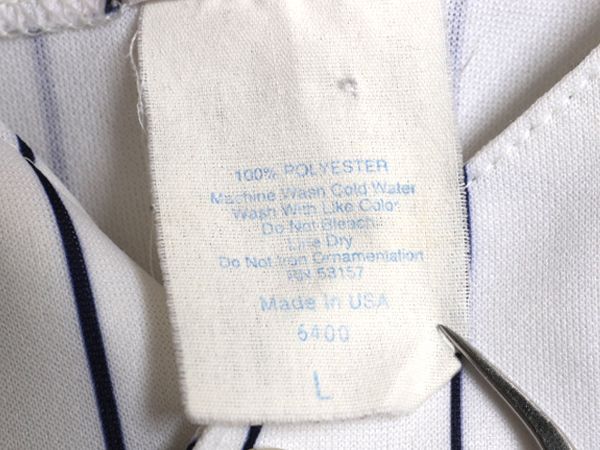 100% POLYESTER
Machine Wash Cold Water
Wash With Like Color
Do Not Bleach
Line Dry
Do Not Iron Ornamentation
RN 53157
Made in USA
6400
L